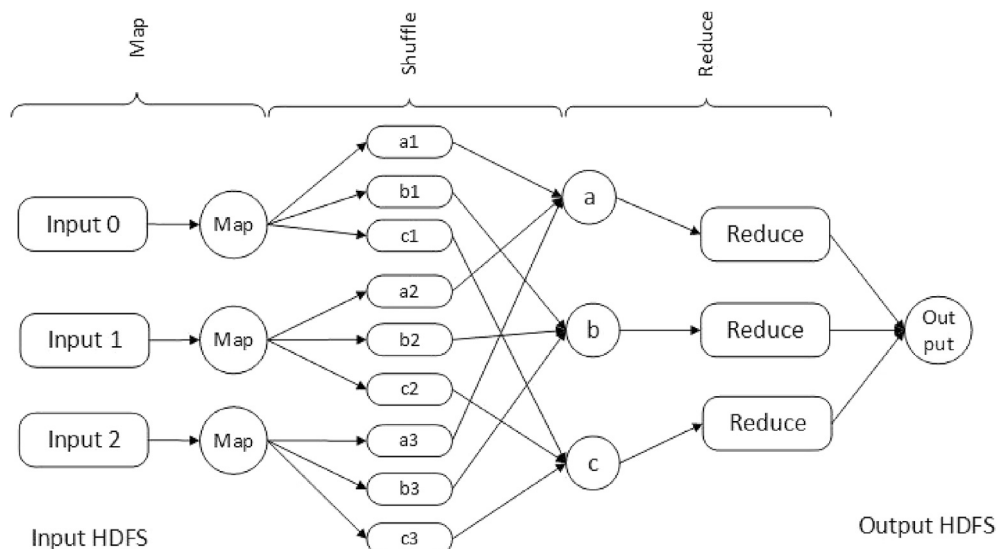 Map
Shuffle
Reduce
a1
b1
c1
a2
b2
c2
a3
b3
c3
Input 0
Input 1
Input 2
Map
Map
Map
a
b
c
Reduce
Reduce
Reduce
Out
put
Input HDFS
Output HDFS